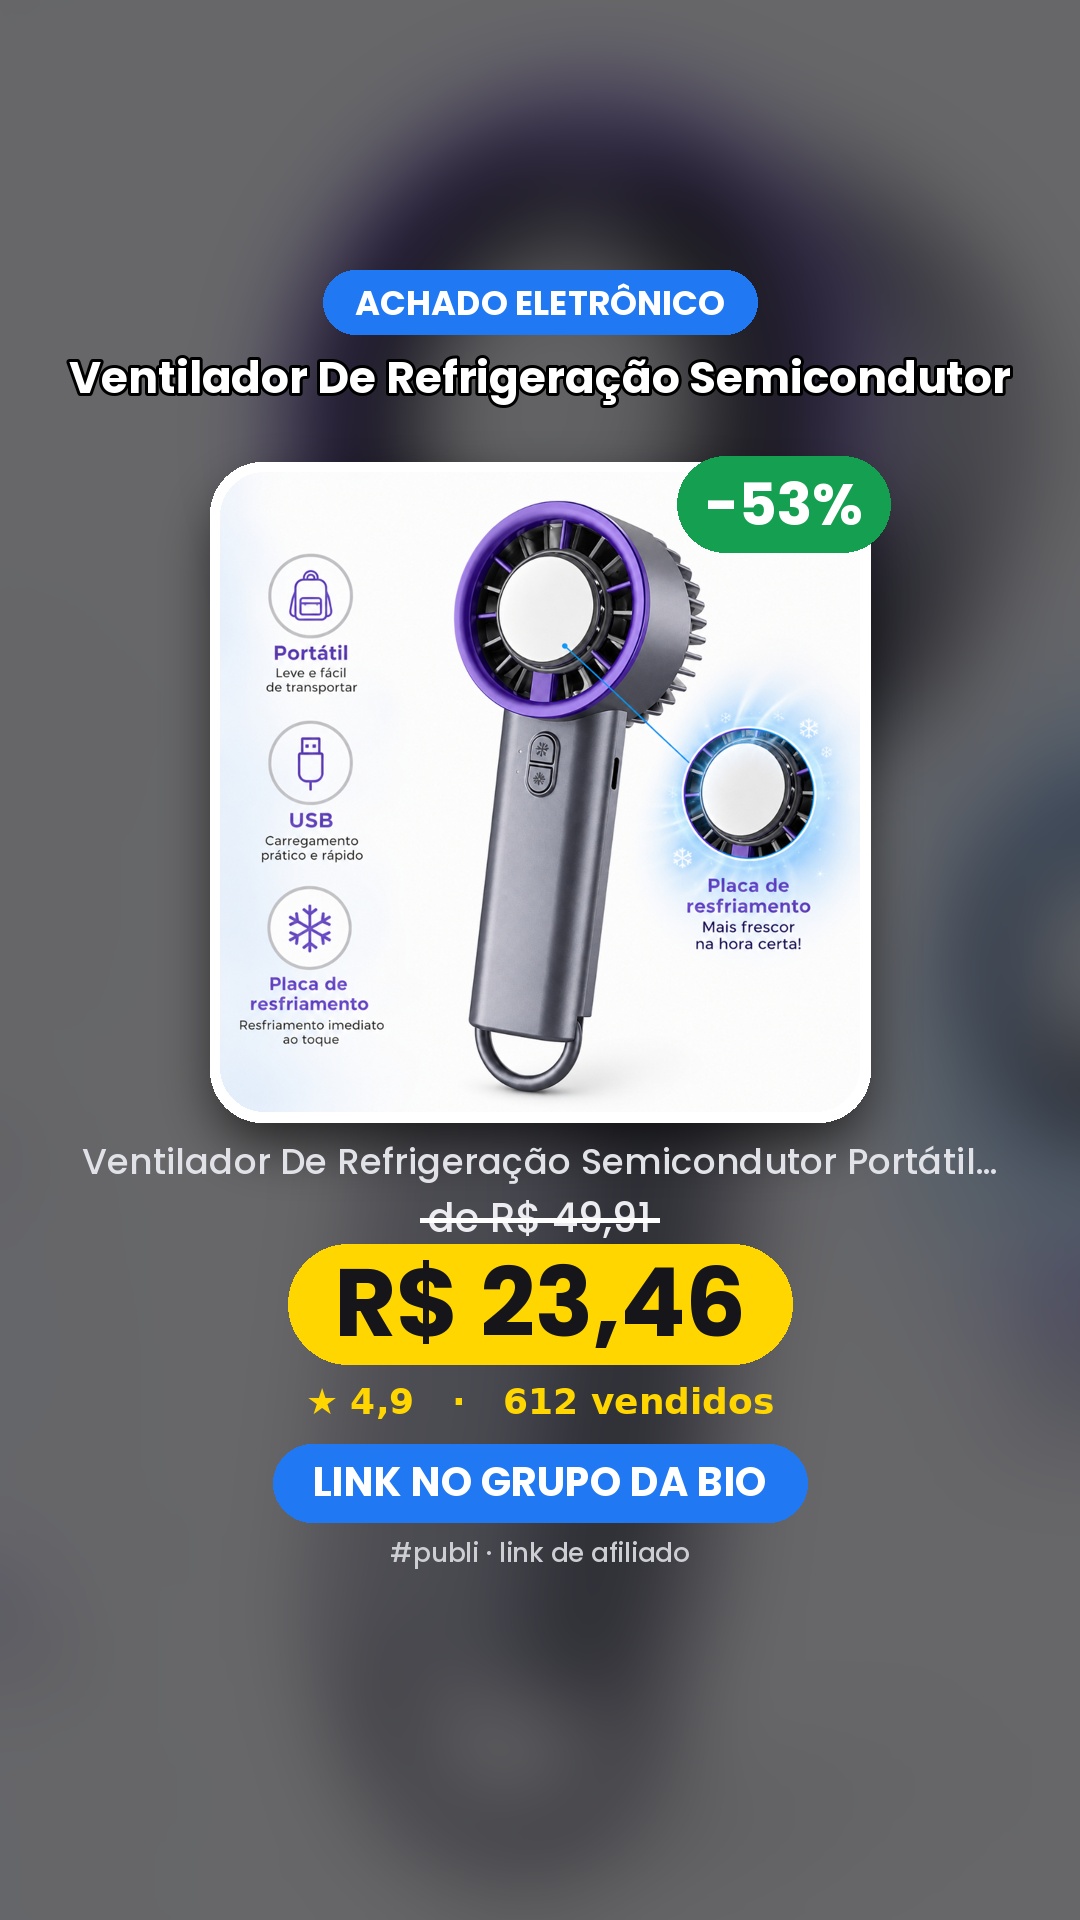 ACHADO ELETRÔNICO
Ventilador De Refrigeração Semicondutor
-53%
Portátil
Leve e fácil
de transportar
USB
Carregamento
prático e rápido
Placa de
resfriamento
Resfriamento imediato
ao toque
Placa de
resfriamento
Mais frescor
na hora certa!
Ventilador De Refrigeração Semicondutor Portátil...
de R$ 49,91
R$ 23,46
★ 4,9 · 612 vendidos
LINK NO GRUPO DA BIO
#publi · link de afiliado